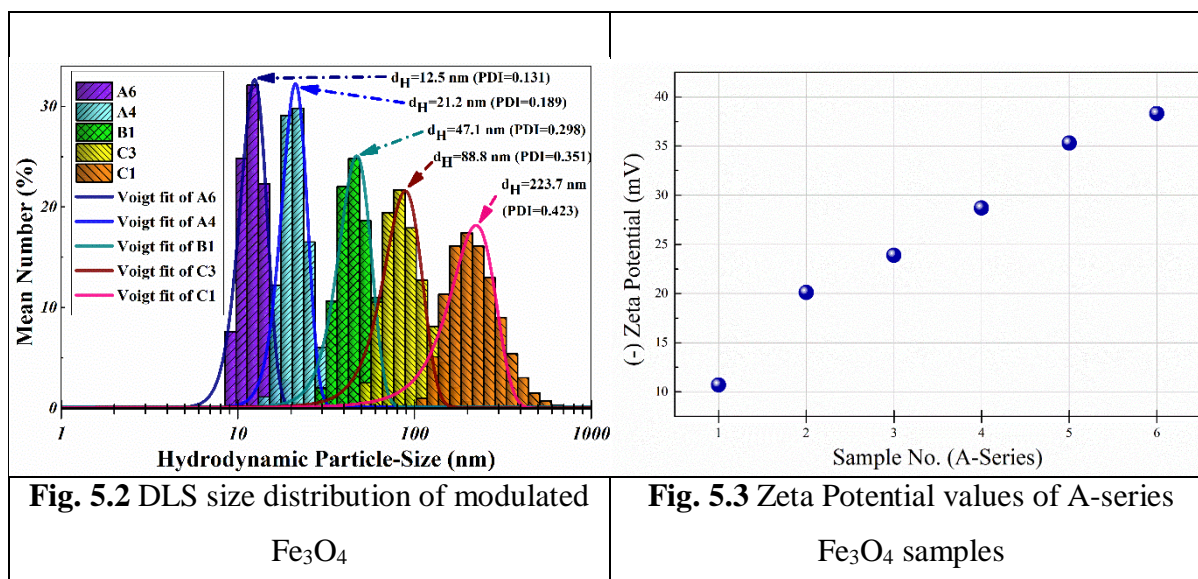 A6
A4
B1
C3
C1
Voigt fit of A6
Voigt fit of A4
Voigt fit of B1
Voigt fit of C3
Voigt fit of C1
d_H=12.5 nm (PDI=0.131)
d_H=21.2 nm (PDI=0.189)
d_H=47.1 nm (PDI=0.298)
d_H=88.8 nm (PDI=0.351)
d_H=223.7 nm
(PDI=0.423)
Mean Number (%)
30
20
10
0
1 10 100 1000
Hydrodynamic Particle-Size (nm)
Fig. 5.2 DLS size distribution of modulated
Fe₃O₄
(-) Zeta Potential (mV)
40
35
30
25
20
15
10
1 2 3 4 5 6
Sample No. (A-Series)
Fig. 5.3 Zeta Potential values of A-series
Fe₃O₄ samples